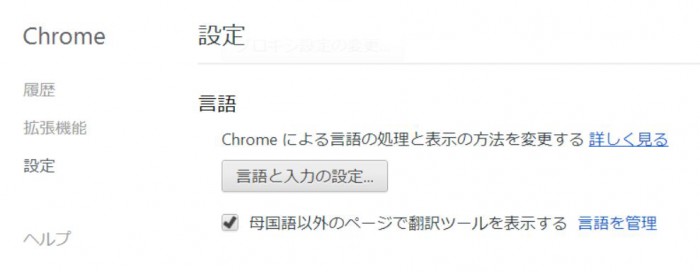 Chrome
設定
履歴
拡張機能
設定
ヘルプ
言語
Chrome による言語の処理と表示の方法を変更する 詳しく見る
言語と入力の設定...
母国語以外のページで翻訳ツールを表示する 言語を管理